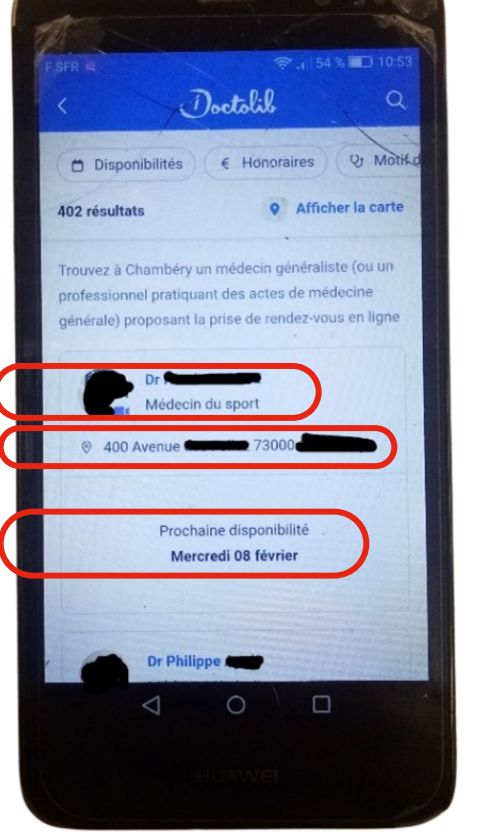 F SFR 54 % 10:53
Doctolib
Disponibilités € Honoraires Motif d
402 résultats Afficher la carte
Trouvez à Chambéry un médecin généraliste (ou un
professionnel pratiquant des actes de médecine
générale) proposant la prise de rendez-vous en ligne
Dr
Médecin du sport
400 Avenue 73000
Prochaine disponibilité
Mercredi 08 février
Dr Philippe
HUAWEI